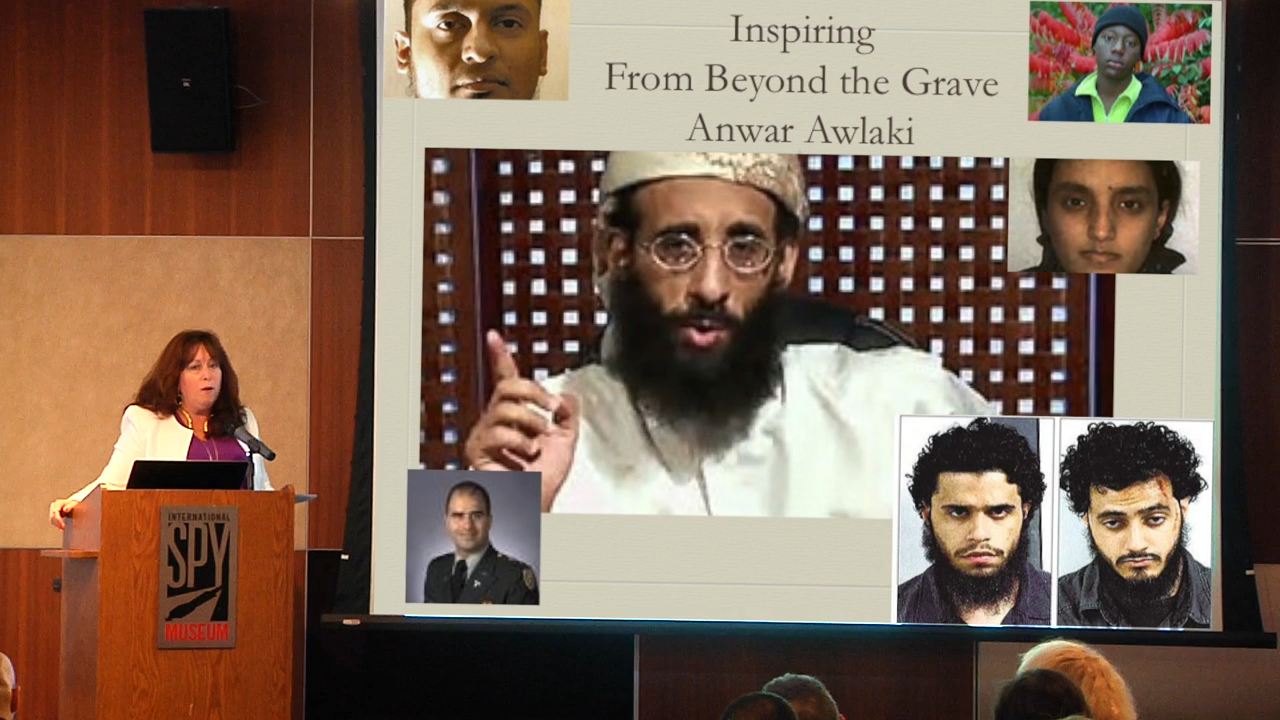 Inspiring
From Beyond the Grave
Anwar Awlaki
INTERNATIONAL
SPY
MUSEUM